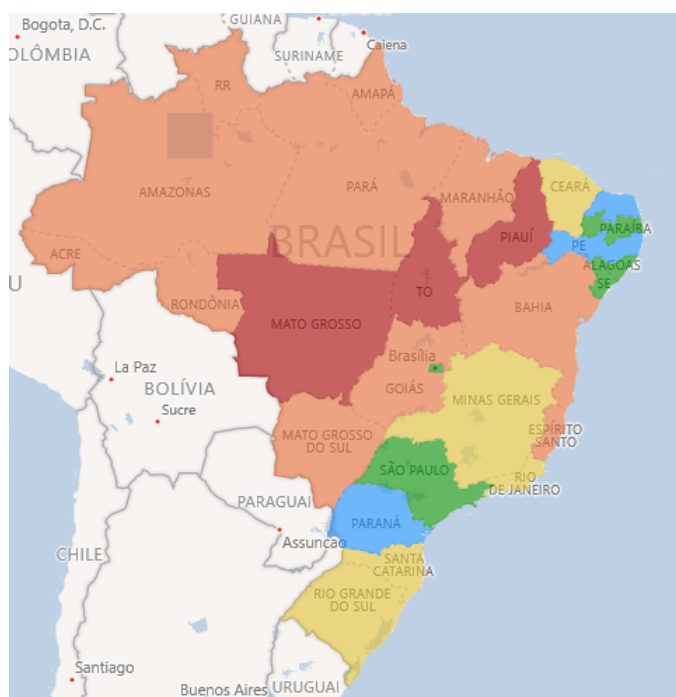 GUIANA
Bogota, D.C.
Caiena
OLÔMBIA
SURINAME
RR
AMAPÁ
AMAZONAS
PARÁ
MARANHÃO
CEARÁ
PARAÍBA
PIAUÍ
PE
BRASIL
ACRE
ALAGOAS
SE
U
TO
RONDÔNIA
BAHIA
MATO GROSSO
Brasília
La Paz
BOLÍVIA
GOIÁS
MINAS GERAIS
Sucre
ESPÍRITO
SANTO
MATO GROSSO
DO SUL
SÃO PAULO
RIO
DE JANEIRO
PARAGUAI
PARANÁ
Assunção
CHILE
SANTA
CATARINA
RIO GRANDE
DO SUL
Santiago
Buenos Aires
URUGUAI